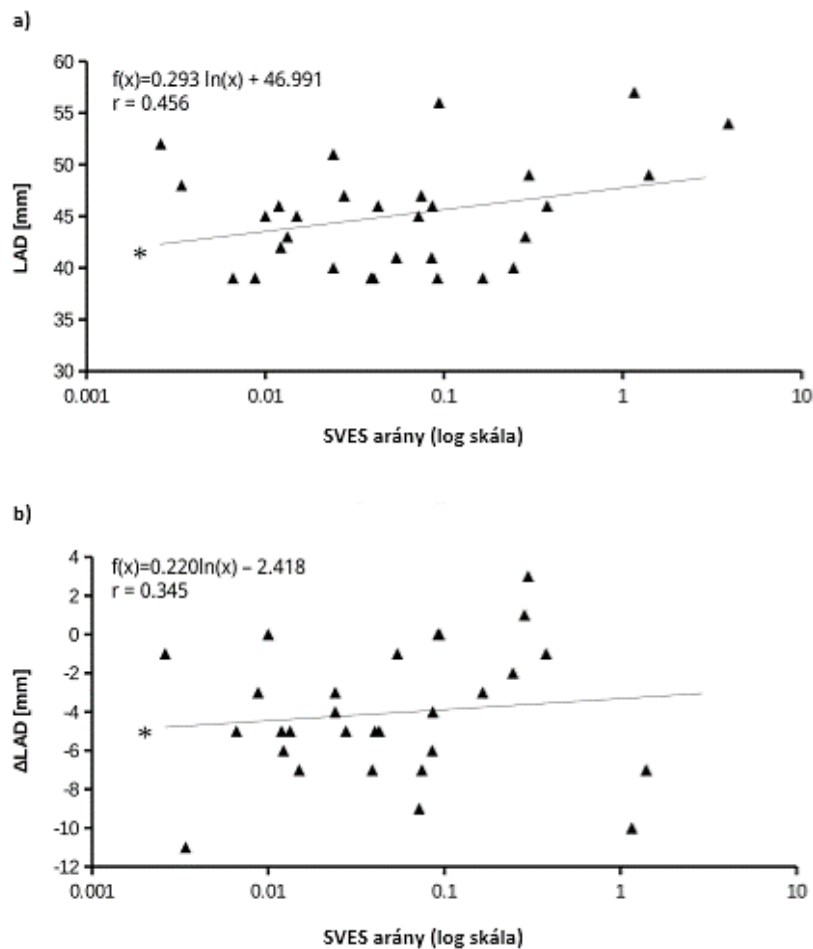 a)
60
55
50
45
40
35
30
LAD [mm]
f(x)=0.293 ln(x) + 46.991
r = 0.456
*
0.001
0.01
0.1
1
10
SVES arány (log skála)
b)
4
2
0
-2
-4
-6
-8
-10
-12
ΔLAD [mm]
f(x)=0.220ln(x) – 2.418
r = 0.345
*
0.001
0.01
0.1
1
10
SVES arány (log skála)